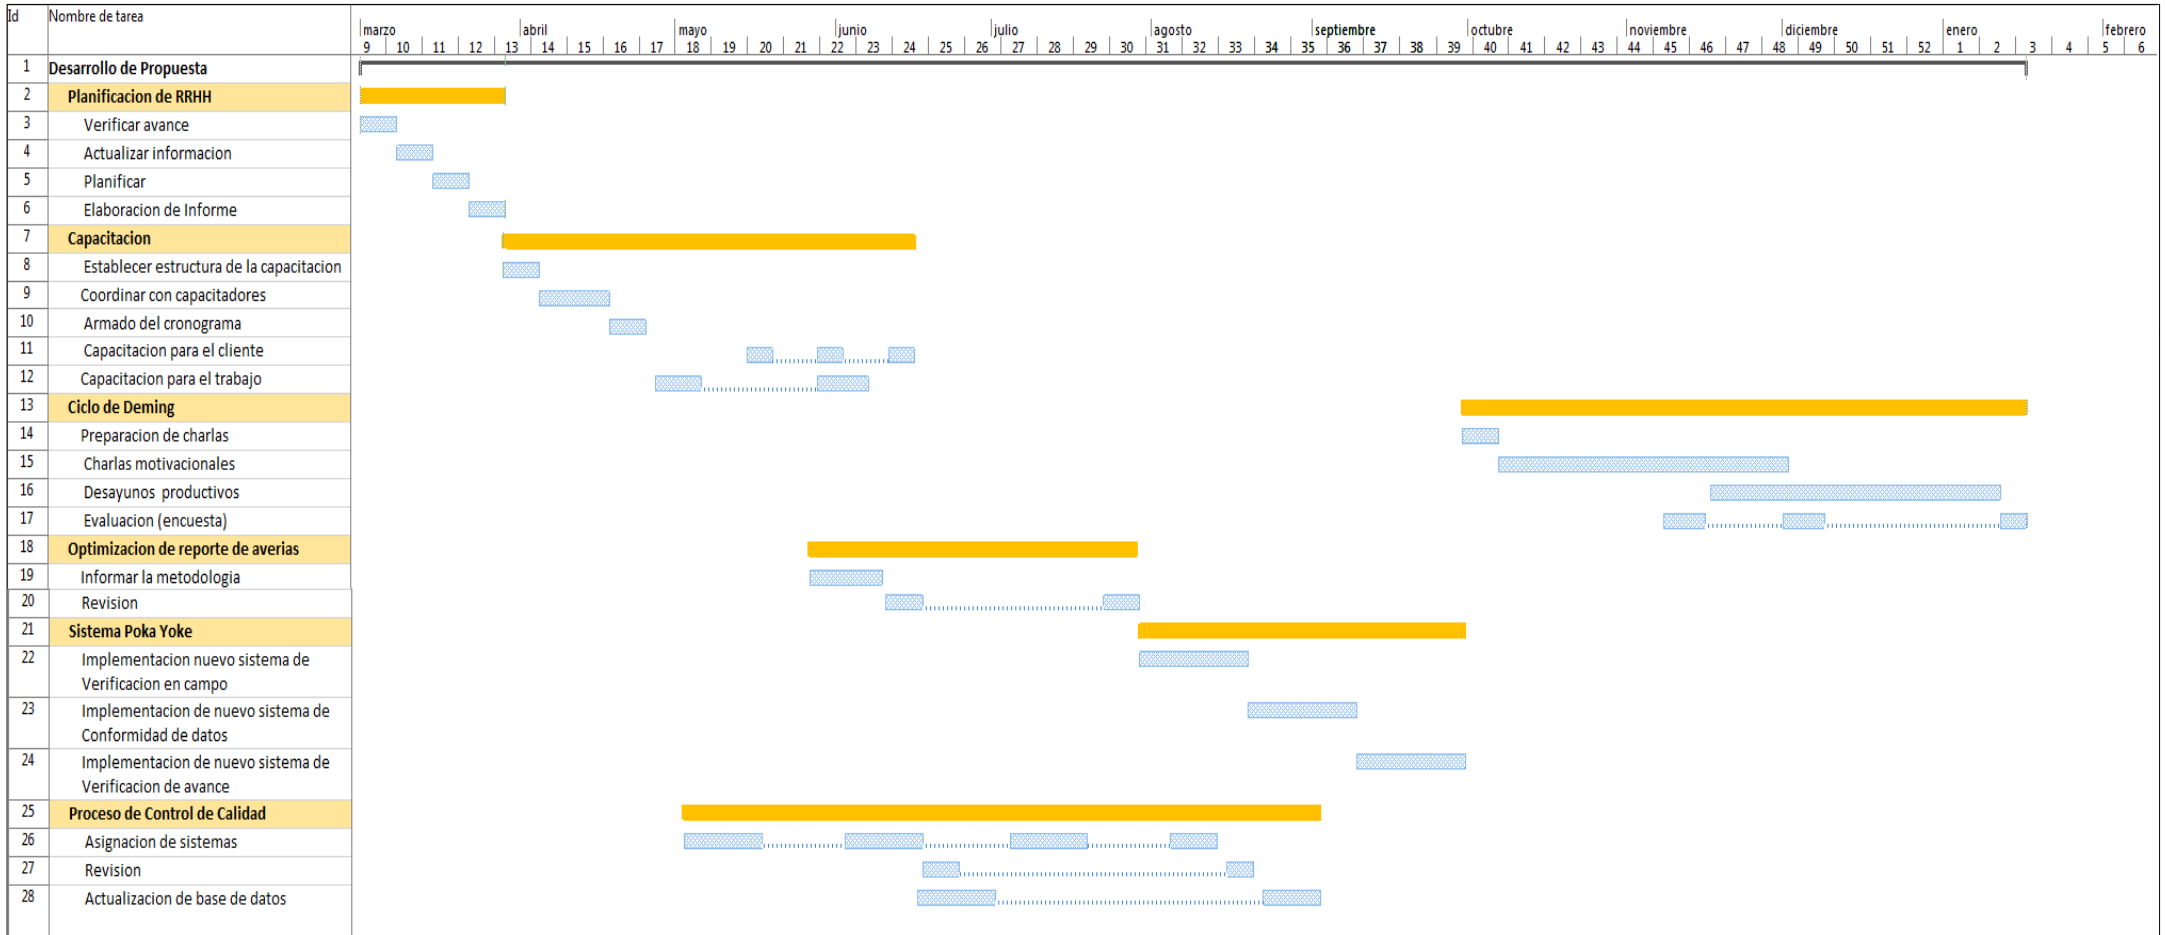 Id Nombre de tarea
marzo abril mayo junio julio agosto septiembre octubre noviembre diciembre enero febrero
9 10 11 12 13 14 15 16 17 18 19 20 21 22 23 24 25 26 27 28 29 30 31 32 33 34 35 36 37 38 39 40 41 42 43 44 45 46 47 48 49 50 51 52 1 2 3 4 5 6
1 Desarrollo de Propuesta
2 Planificacion de RRHH
3 Verificar avance
4 Actualizar informacion
5 Planificar
6 Elaboracion de Informe
7 Capacitacion
8 Establecer estructura de la capacitacion
9 Coordinar con capacitadores
10 Armado del cronograma
11 Capacitacion para el cliente
12 Capacitacion para el trabajo
13 Ciclo de Deming
14 Preparacion de charlas
15 Charlas motivacionales
16 Desayunos productivos
17 Evaluacion (encuesta)
18 Optimizacion de reporte de averias
19 Informar la metodologia
20 Revision
21 Sistema Poka Yoke
22 Implementacion nuevo sistema de
Verificacion en campo
23 Implementacion de nuevo sistema de
Conformidad de datos
24 Implementacion de nuevo sistema de
Verificacion de avance
25 Proceso de Control de Calidad
26 Asignacion de sistemas
27 Revision
28 Actualizacion de base de datos